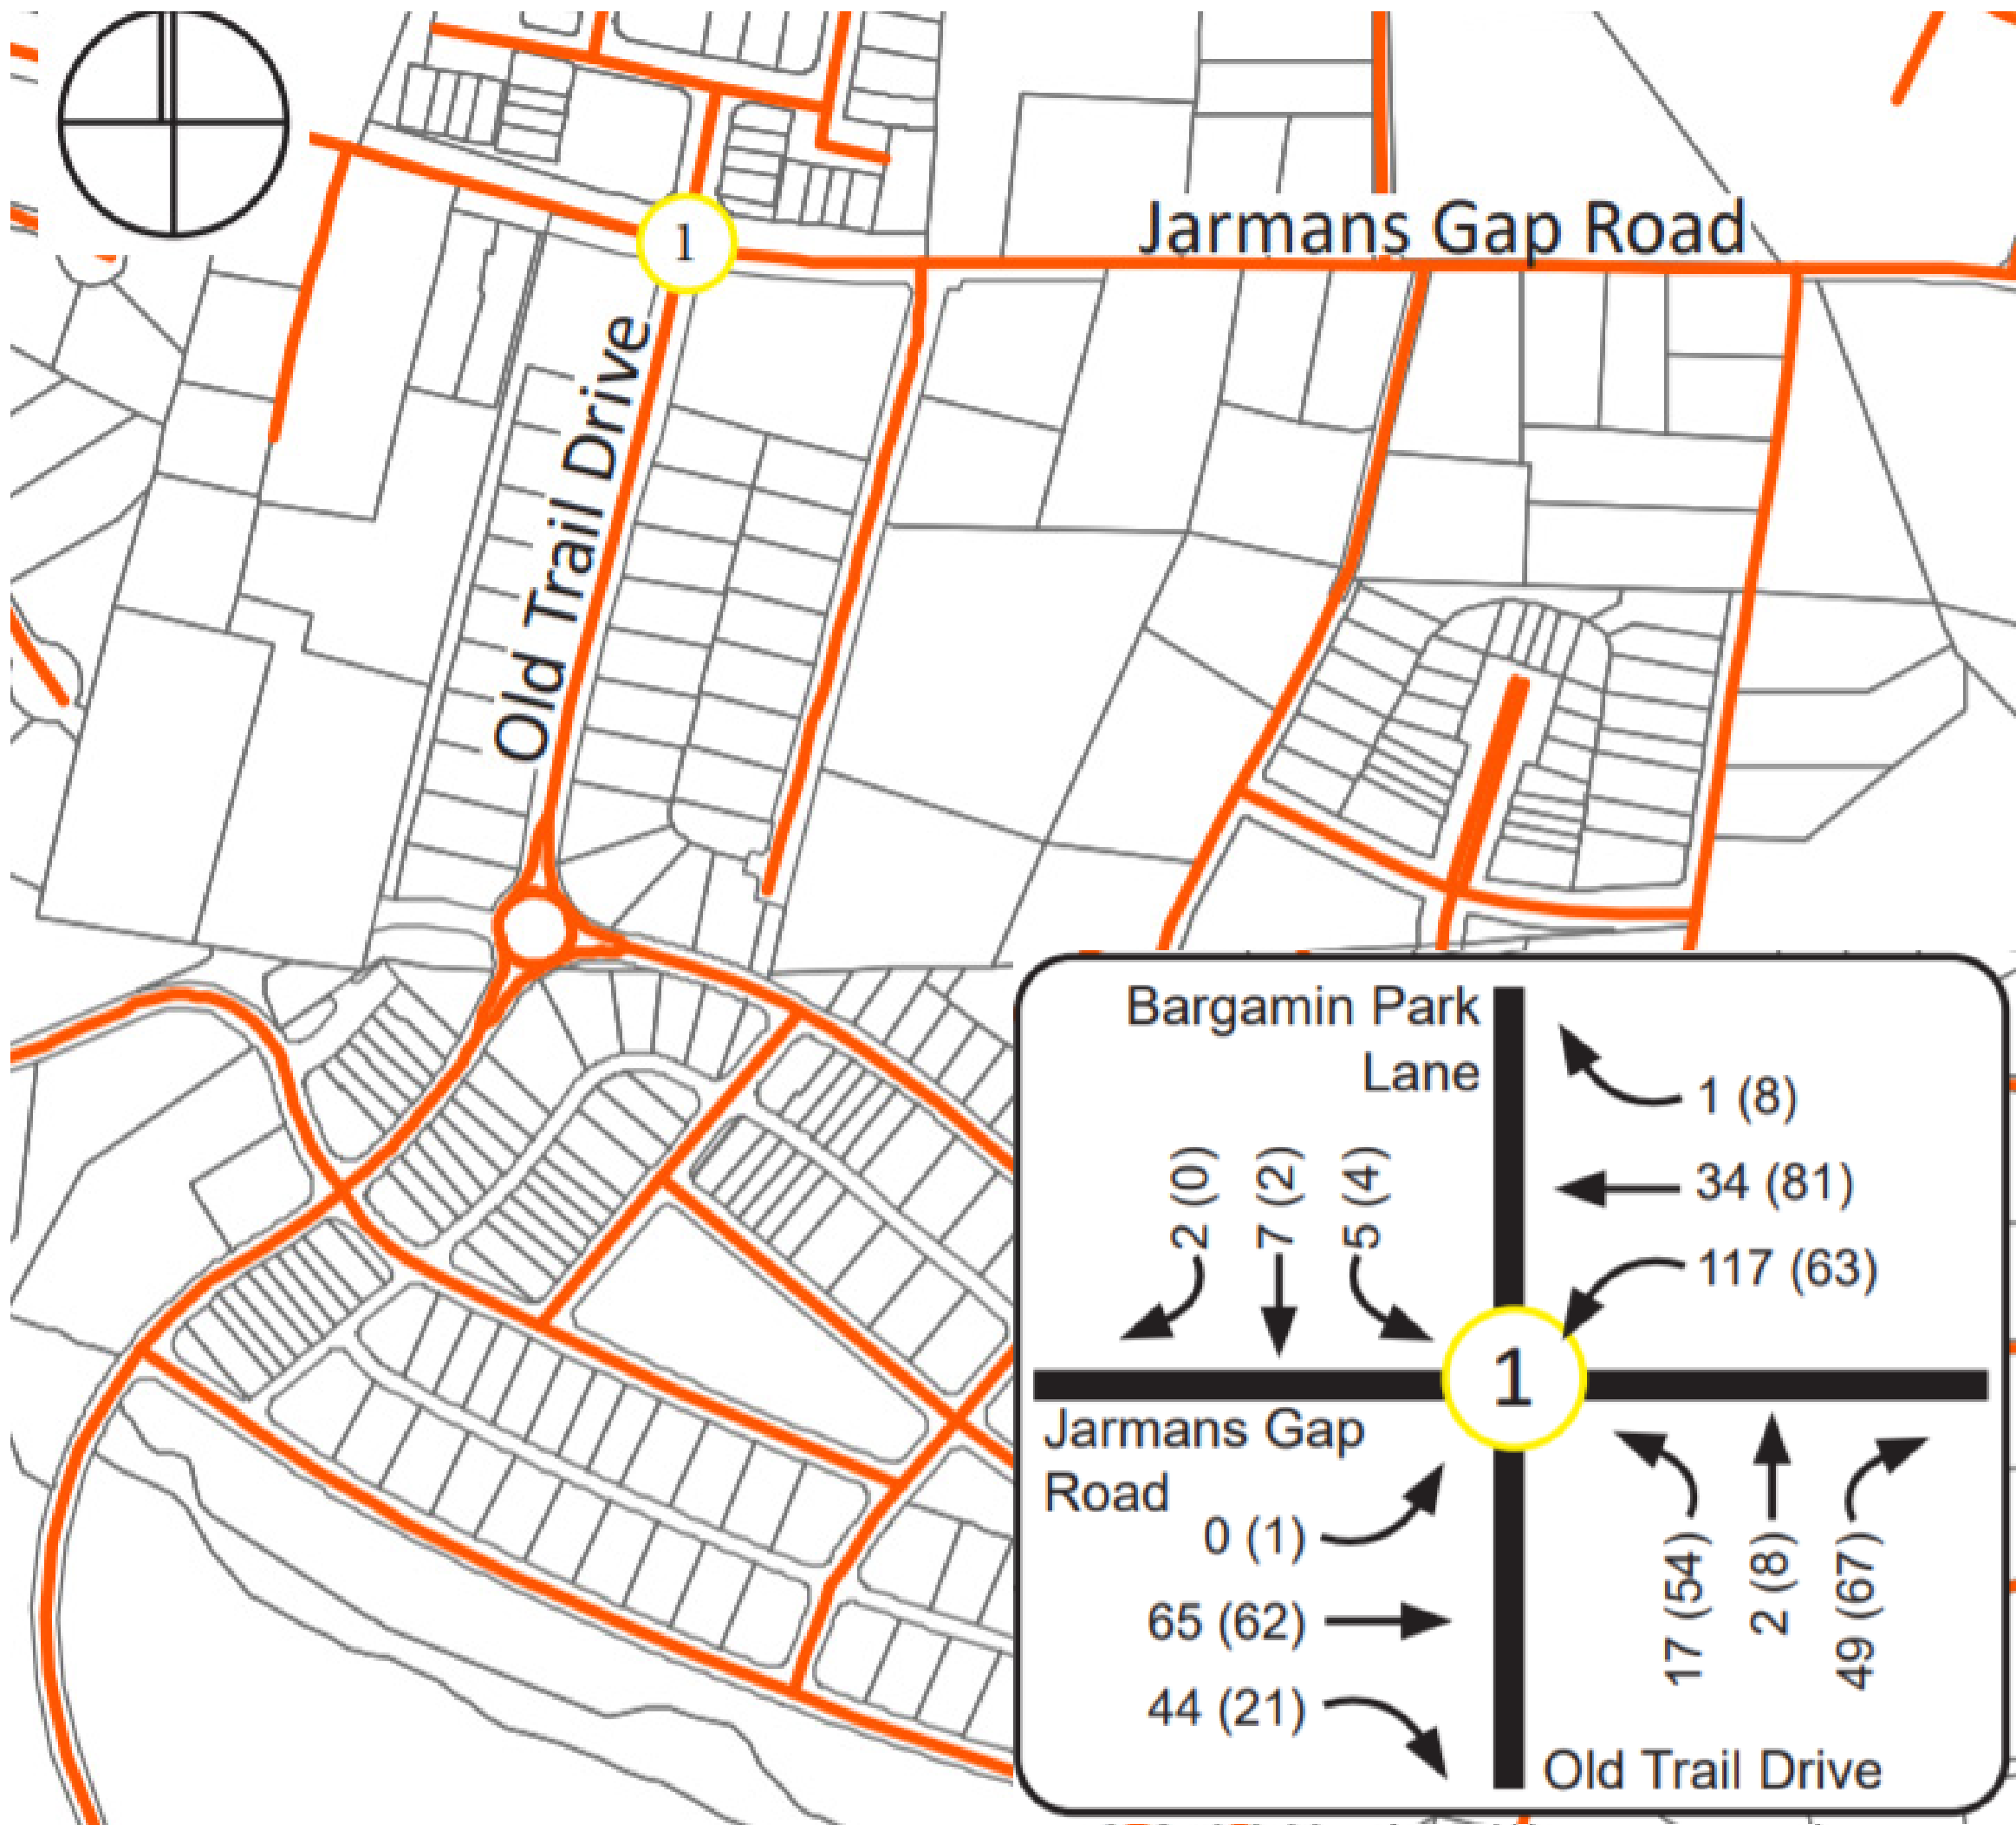 1
Jarmans Gap Road
Old Trail Drive
Bargamin Park
Lane
2 (0)
7 (2)
5 (4)
1 (8)
34 (81)
117 (63)
1
Jarmans Gap
Road
0 (1)
65 (62)
44 (21)
17 (54)
2 (8)
49 (67)
Old Trail Drive